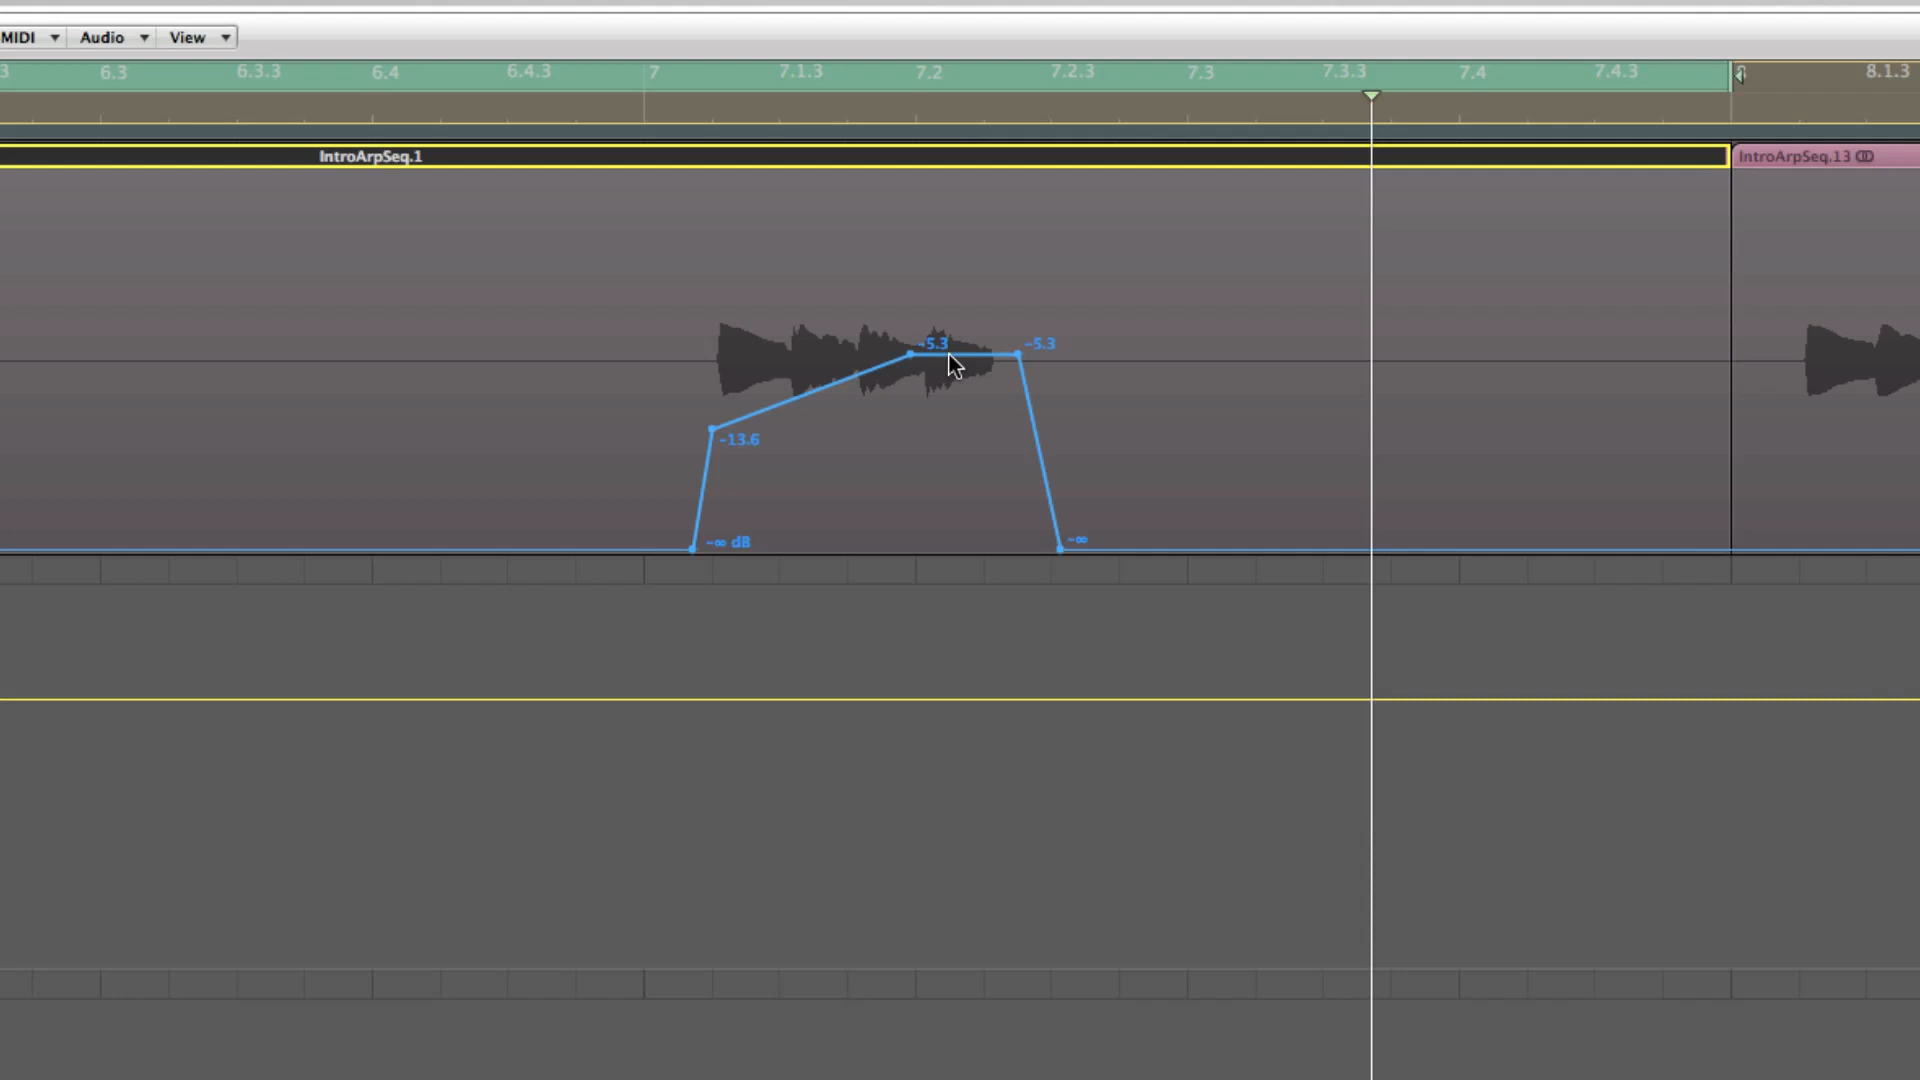 MIDI Audio View
3 6.3 6.3.3 6.4 6.4.3 7 7.1.3 7.2 7.2.3 7.3 7.3.3 7.4 7.4.3 8.1.3
IntroArpSeq.1 IntroArpSeq.13
-5.3 -5.3
-13.6
-∞ dB -∞